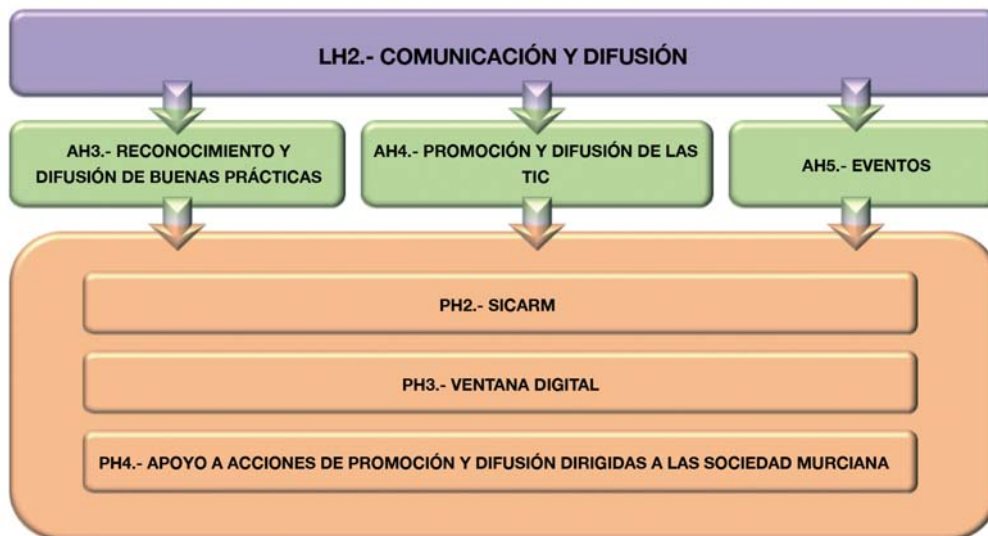 LH2.- COMUNICACIÓN Y DIFUSIÓN
AH3.- RECONOCIMIENTO Y
DIFUSIÓN DE BUENAS PRÁCTICAS
AH4.- PROMOCIÓN Y DIFUSIÓN DE LAS
TIC
AH5.- EVENTOS
PH2.- SICARM
PH3.- VENTANA DIGITAL
PH4.- APOYO A ACCIONES DE PROMOCIÓN Y DIFUSIÓN DIRIGIDAS A LAS SOCIEDAD MURCIANA